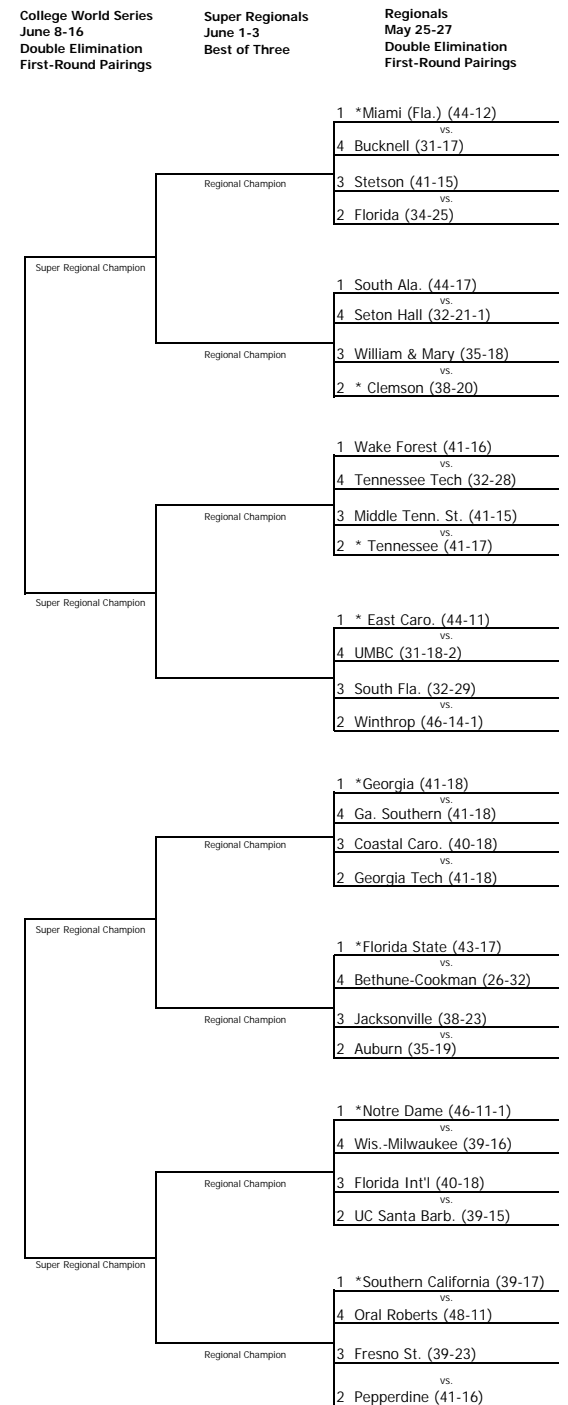 College World Series
June 8-16
Double Elimination
First-Round Pairings
Super Regionals
June 1-3
Best of Three
Regionals
May 25-27
Double Elimination
First-Round Pairings
1 *Miami (Fla.) (44-12)
vs.
4 Bucknell (31-17)
Regional Champion
3 Stetson (41-15)
vs.
2 Florida (34-25)
Super Regional Champion
1 South Ala. (44-17)
vs.
4 Seton Hall (32-21-1)
Regional Champion
3 William & Mary (35-18)
vs.
2 * Clemson (38-20)
1 Wake Forest (41-16)
vs.
4 Tennessee Tech (32-28)
Regional Champion
3 Middle Tenn. St. (41-15)
vs.
2 * Tennessee (41-17)
Super Regional Champion
1 * East Caro. (44-11)
vs.
4 UMBC (31-18-2)
3 South Fla. (32-29)
vs.
2 Winthrop (46-14-1)
1 *Georgia (41-18)
vs.
4 Ga. Southern (41-18)
Regional Champion
3 Coastal Caro. (40-18)
vs.
2 Georgia Tech (41-18)
Super Regional Champion
1 *Florida State (43-17)
vs.
4 Bethune-Cookman (26-32)
Regional Champion
3 Jacksonville (38-23)
vs.
2 Auburn (35-19)
1 *Notre Dame (46-11-1)
vs.
4 Wis.-Milwaukee (39-16)
Regional Champion
3 Florida Int'l (40-18)
vs.
2 UC Santa Barb. (39-15)
Super Regional Champion
1 *Southern California (39-17)
vs.
4 Oral Roberts (48-11)
Regional Champion
3 Fresno St. (39-23)
vs.
2 Pepperdine (41-16)